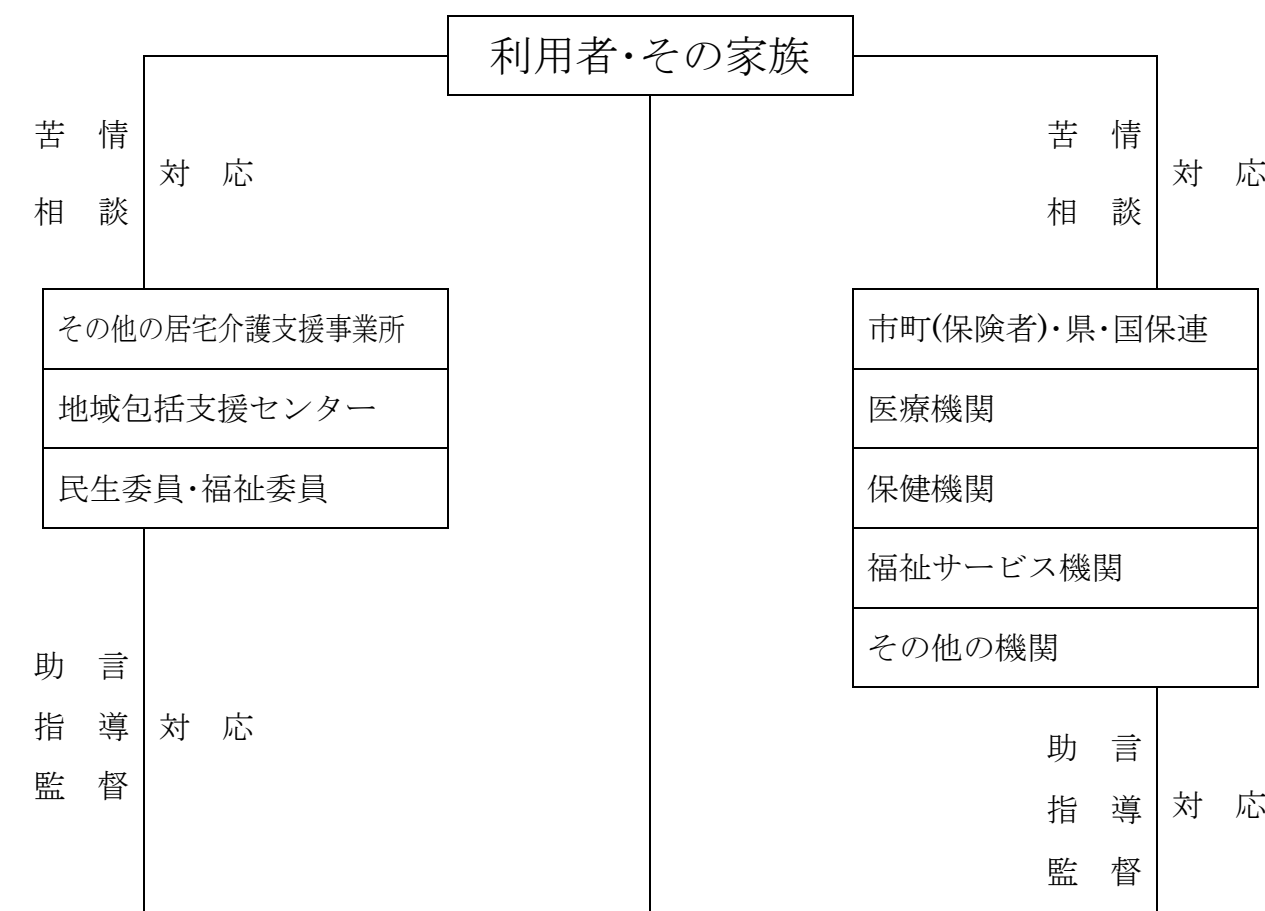 利用者・その家族
苦　情
相　談
対　応
苦　情
相　談
対　応
その他の居宅介護支援事業所
地域包括支援センター
民生委員・福祉委員
市町(保険者)・県・国保連
医療機関
保健機関
福祉サービス機関
その他の機関
助　言
指　導
監　督
対　応
助　言
指　導
監　督
対　応